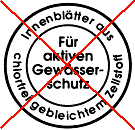 Innenblätter aus
Für
aktiven
Gewässer-
schutz
chlorfrei gebleichtem Zellstoff